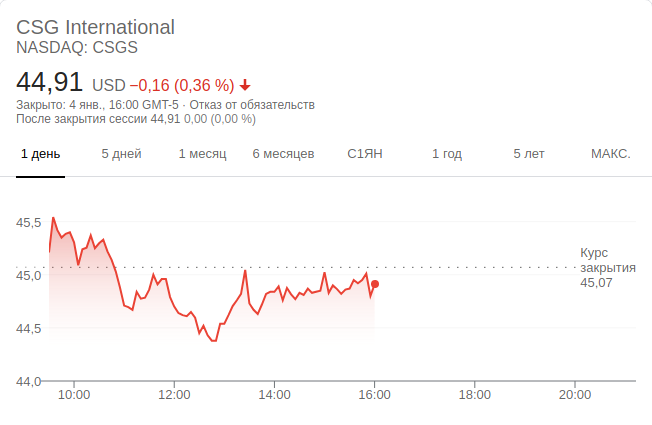 CSG International
NASDAQ: CSGS
44,91 USD −0,16 (0,36 %)
Закрыто: 4 янв., 16:00 GMT-5 · Отказ от обязательств
После закрытия сессии 44,91 0,00 (0,00 %)
1 день 5 дней 1 месяц 6 месяцев С1ЯН 1 год 5 лет МАКС.
45,5
45,0
44,5
44,0
Курс
закрытия
45,07
10:00 12:00 14:00 16:00 18:00 20:00